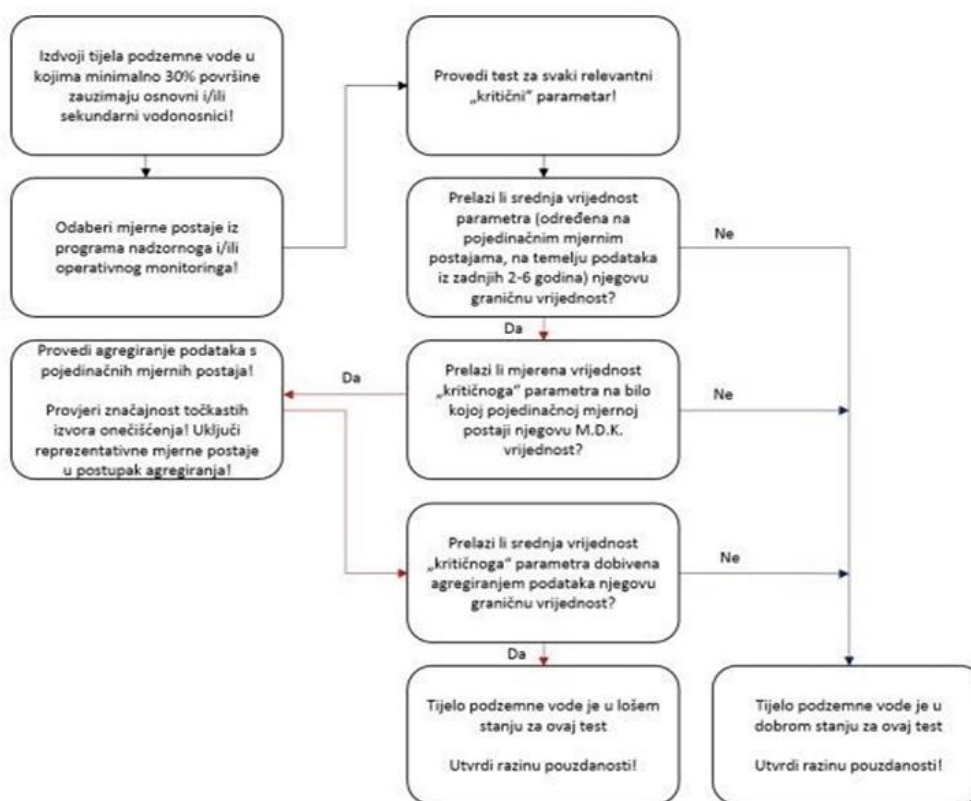 Izdvoji tijela podzemne vode u
kojima minimalno 30% površine
zauzimaju osnovni i/ili
sekundarni vodonosnici!
Odaberi mjerne postaje iz
programa nadzornoga i/ili
operativnog monitoringa!
Provedi test za svaki relevantni
„kritični“ parametar!
Prelazi li srednja vrijednost
parametra (određena na
pojedinačnim mjernim
postajama, na temelju podataka
iz zadnjih 2-6 godina) njegovu
graničnu vrijednost?
Ne
Da
Prelazi li mjerena vrijednost
„kritičnoga“ parametra na bilo
kojoj pojedinačnoj mjernoj
postaji njegovu M.D.K.
vrijednost?
Ne
Da
Provedi agregiranje podataka s
pojedinačnih mjernih postaja!
Provjeri značajnost točkastih
izvora onečišćenja! Uključi
reprezentativne mjerne postaje
u postupak agregiranja!
Prelazi li srednja vrijednost
„kritičnoga“ parametra dobivena
agregiranjem podataka njegovu
graničnu vrijednost?
Ne
Da
Tijelo podzemne vode je u lošem
stanju za ovaj test
Utvrdi razinu pouzdanosti!
Tijelo podzemne vode je u
dobrom stanju za ovaj test
Utvrdi razinu pouzdanosti!